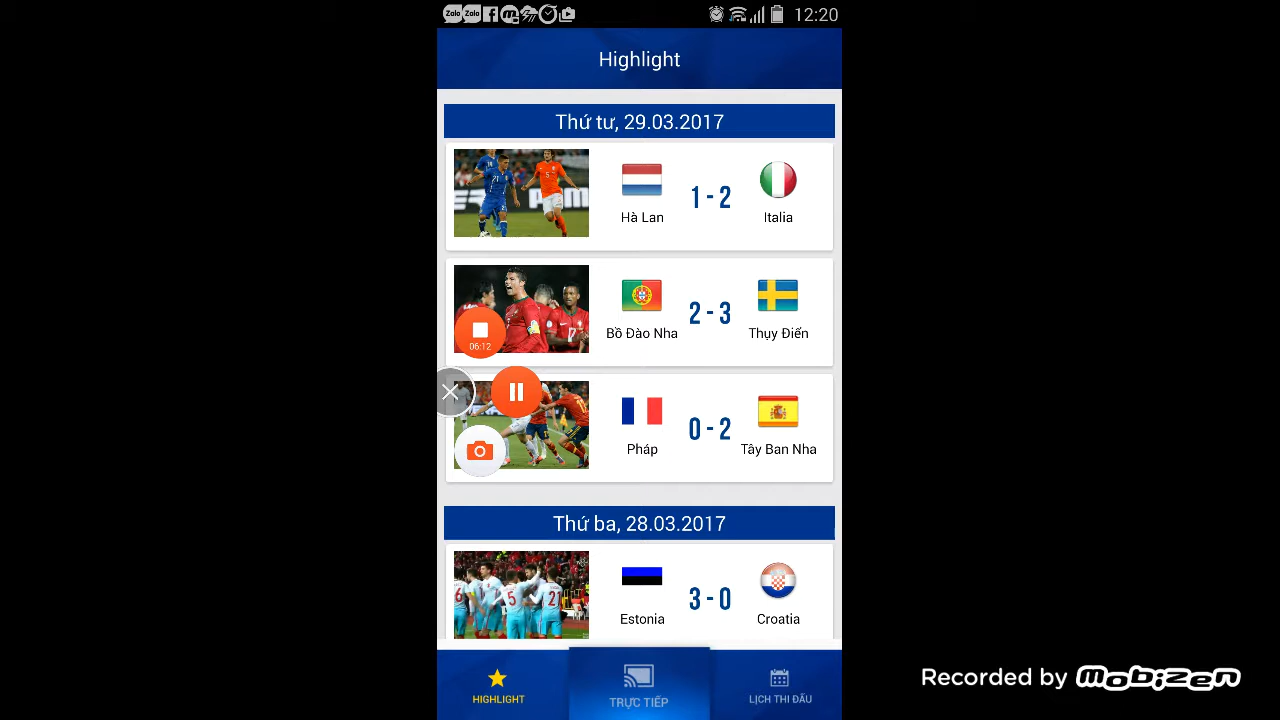 Zalo Zalo 12:20
Highlight
Thứ tư, 29.03.2017
1 - 2
Hà Lan
Italia
2 - 3
Bồ Đào Nha
Thụy Điển
06:12
0 - 2
Pháp
Tây Ban Nha
Thứ ba, 28.03.2017
3 - 0
Estonia
Croatia
HIGHLIGHT
TRỰC TIẾP
LỊCH THI ĐẤU
Recorded by mobizen